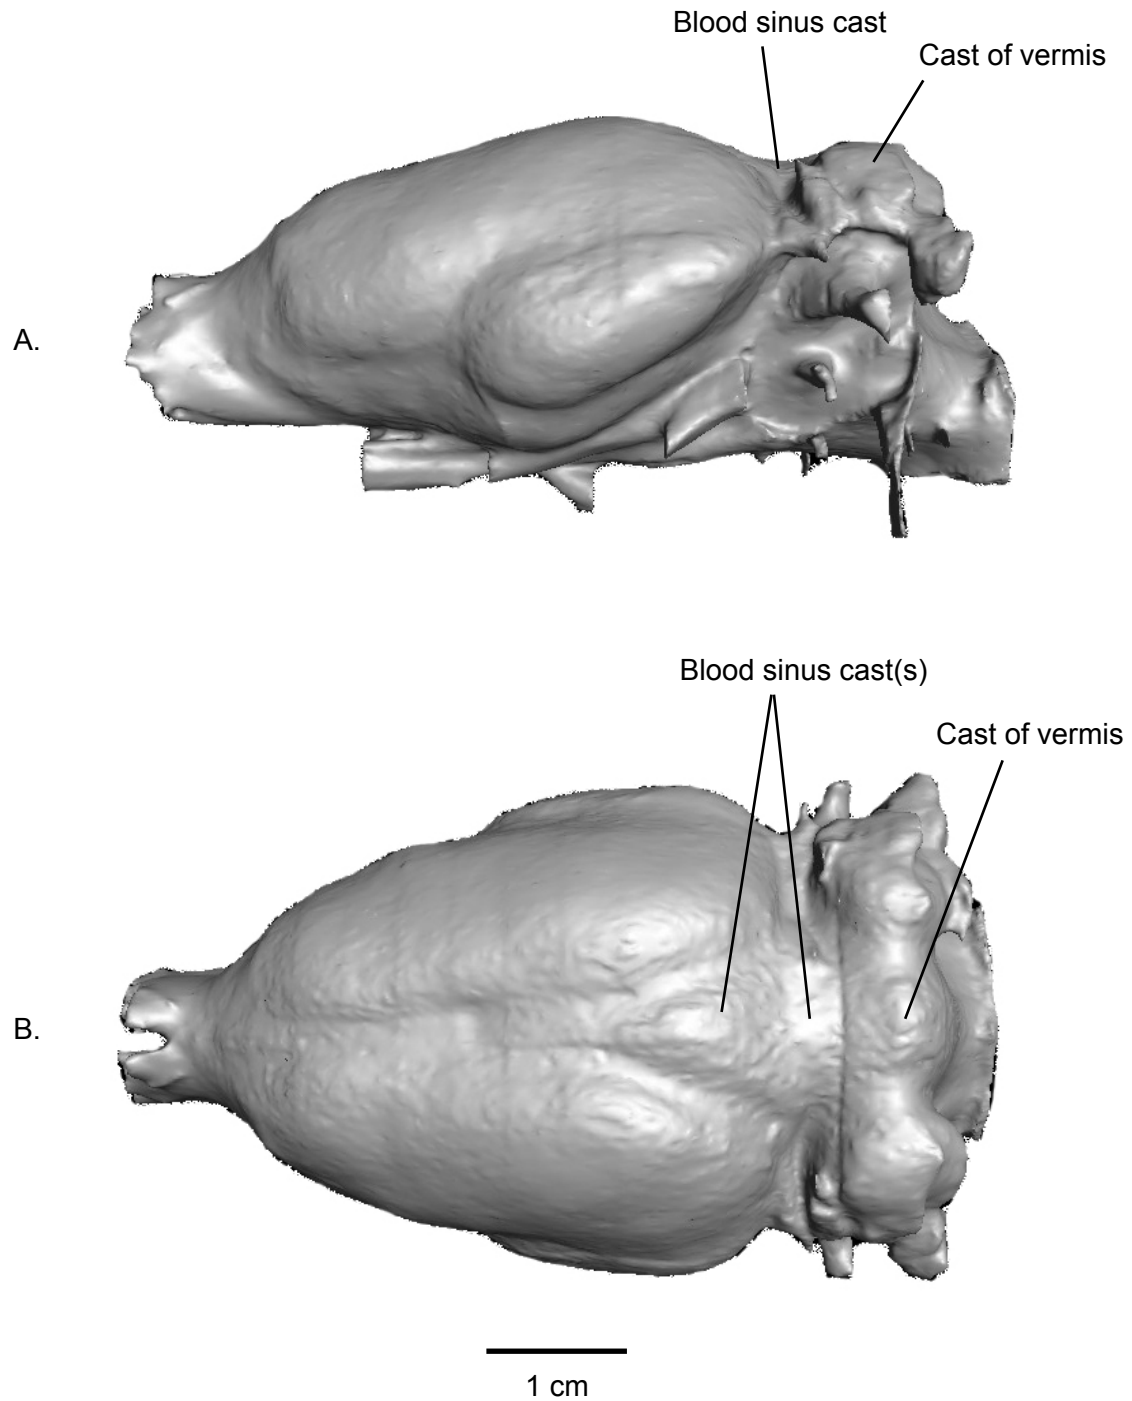 Blood sinus cast
Cast of vermis
A.
Blood sinus cast(s)
Cast of vermis
B.
1 cm